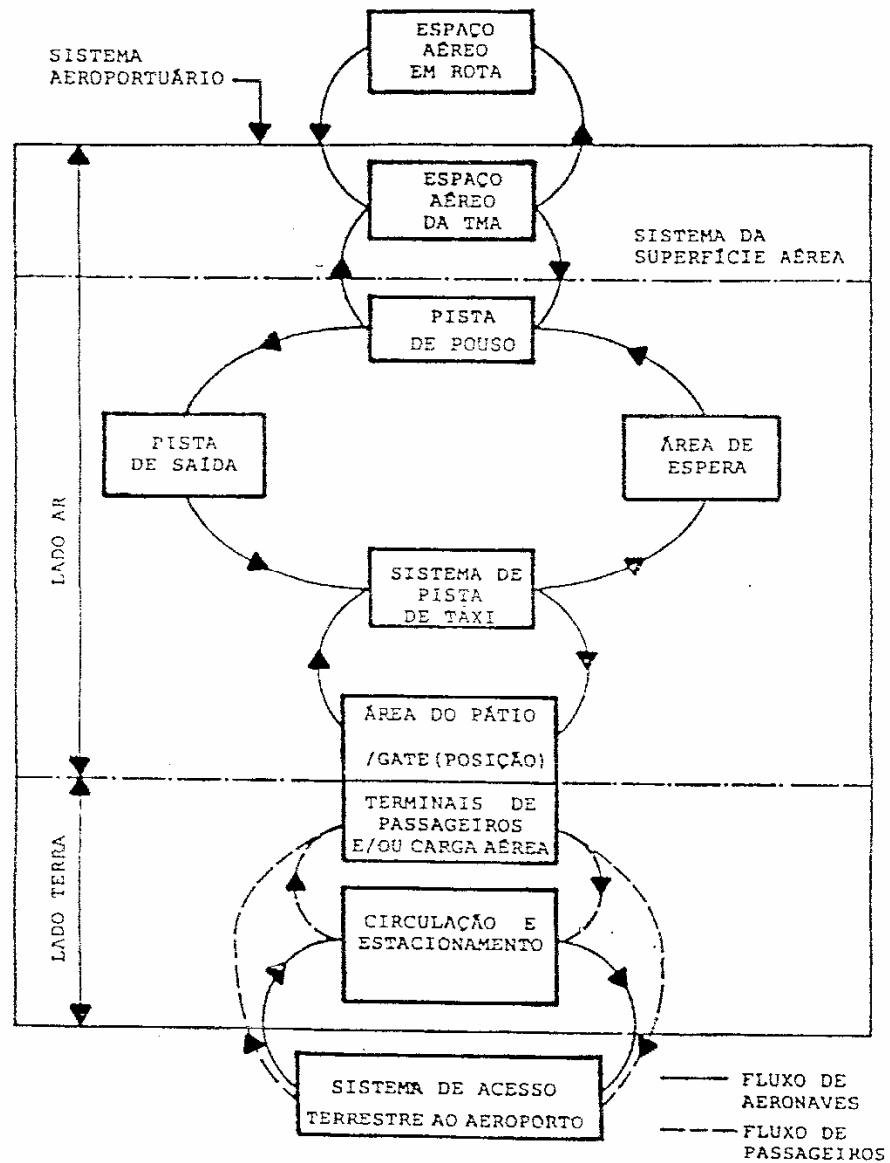 ESPAÇO
AÉREO
EM ROTA
SISTEMA
AEROPORTUÁRIO
ESPAÇO
AÉREO
DA TMA
SISTEMA DA
SUPERFÍCIE AÉREA
PISTA
DE POUSO
PISTA
DE SAÍDA
ÁREA DE
ESPERA
LADO AR
SISTEMA DE
PISTA
DE TÁXI
ÁREA DO PÁTIO
/GATE (POSIÇÃO)
TERMINAIS DE
PASSAGEIROS
E/OU CARGA AÉREA
LADO TERRA
CIRCULAÇÃO E
ESTACIONAMENTO
SISTEMA DE ACESSO
TERRESTRE AO AEROPORTO
FLUXO DE
AERONAVES
FLUXO DE
PASSAGEIROS